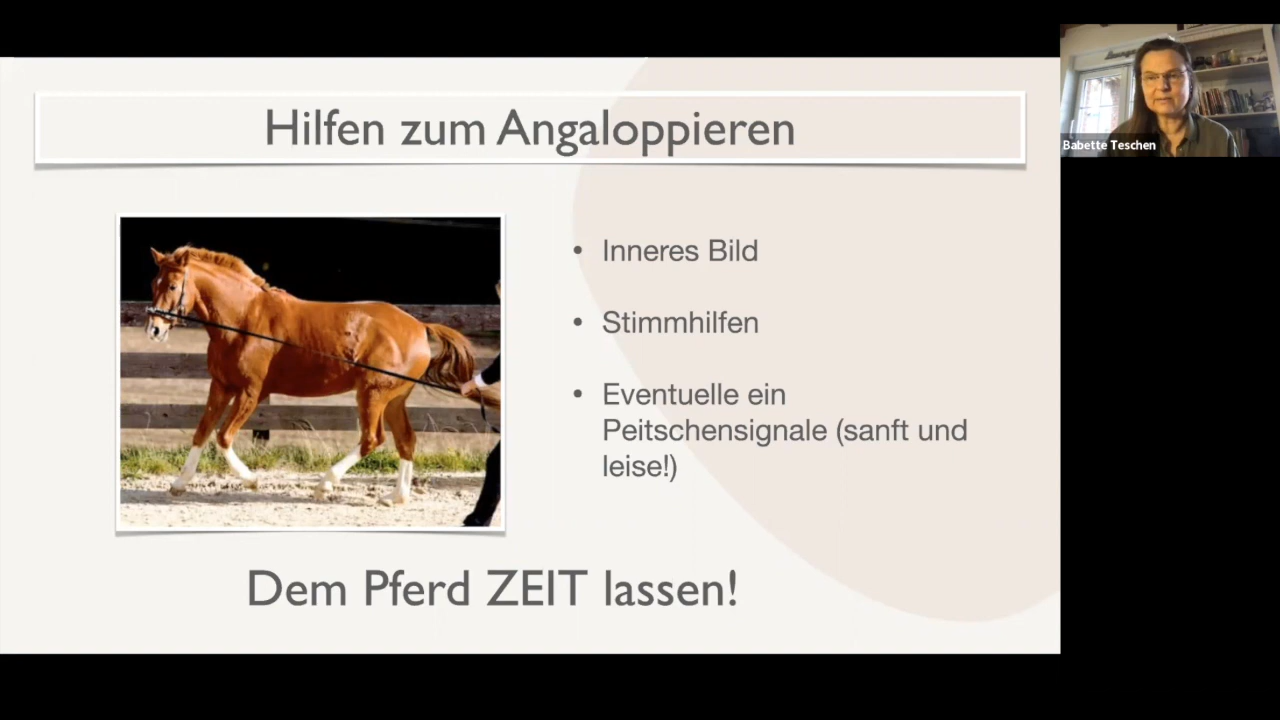 Hilfen zum Angaloppieren
Babette Teschen
• Inneres Bild
• Stimmhilfen
• Eventuelle ein
Peitschensignale (sanft und
leise!)
Dem Pferd ZEIT lassen!